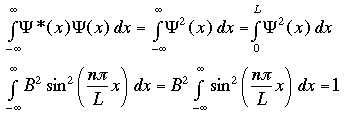 ∫_{-∞}^{∞} Ψ*(x)Ψ(x) dx = ∫_{-∞}^{∞} Ψ²(x) dx = ∫_{0}^{L} Ψ²(x) dx
∫_{-∞}^{∞} B² sin²(nπ/L x) dx = B² ∫_{-∞}^{∞} sin²(nπ/L x) dx = 1